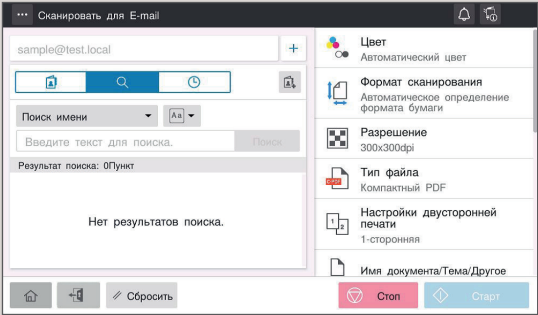 Сканировать для E-mail
sample@test.local
Поиск имени
Aa
Введите текст для поиска.
Поиск
Результат поиска: 0Пункт
Нет результатов поиска.
Цвет
Автоматический цвет
Формат сканирования
Автоматическое определение
формата бумаги
Разрешение
300x300dpi
Тип файла
Компактный PDF
Настройки двусторонней
печати
1-сторонняя
Имя документа/Тема/Другое
Сбросить
Стоп
Старт